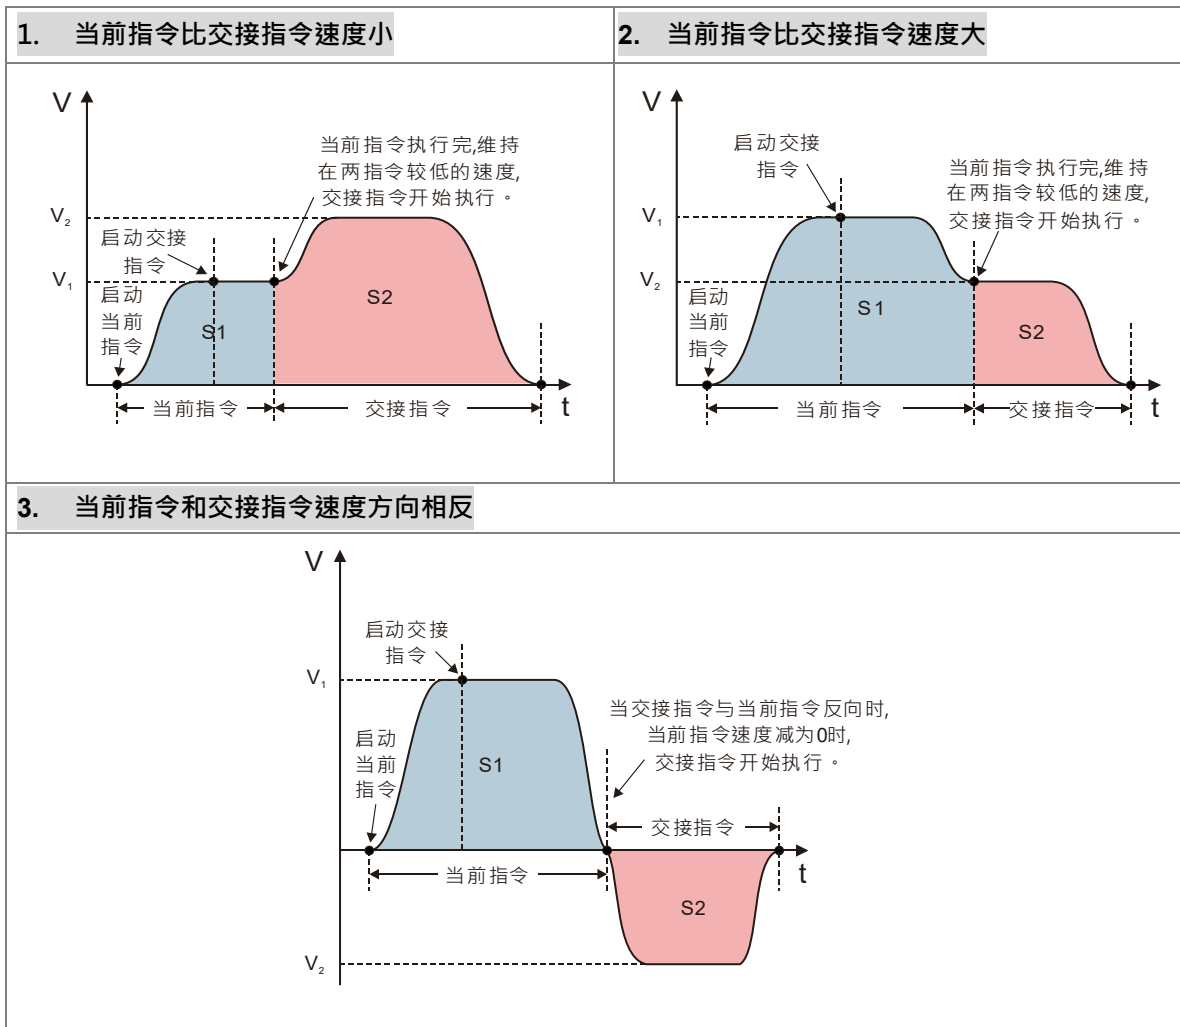 1. 当前指令比交接指令速度小
2. 当前指令比交接指令速度大
V
当前指令执行完,维持
在两指令较低的速度,
交接指令开始执行。
V₂
启动交接
指令
V₁
启动
当前
指令
S1
S2
当前指令
交接指令
t
V
启动交接
指令
当前指令执行完,维持
在两指令较低的速度,
交接指令开始执行。
V₁
V₂
启动
当前
指令
S1
S2
当前指令
交接指令
t
3. 当前指令和交接指令速度方向相反
V
启动交接
指令
V₁
当交接指令与当前指令反向时,
当前指令速度减为0时,
交接指令开始执行。
启动
当前
指令
S1
交接指令
当前指令
t
S2
V₂